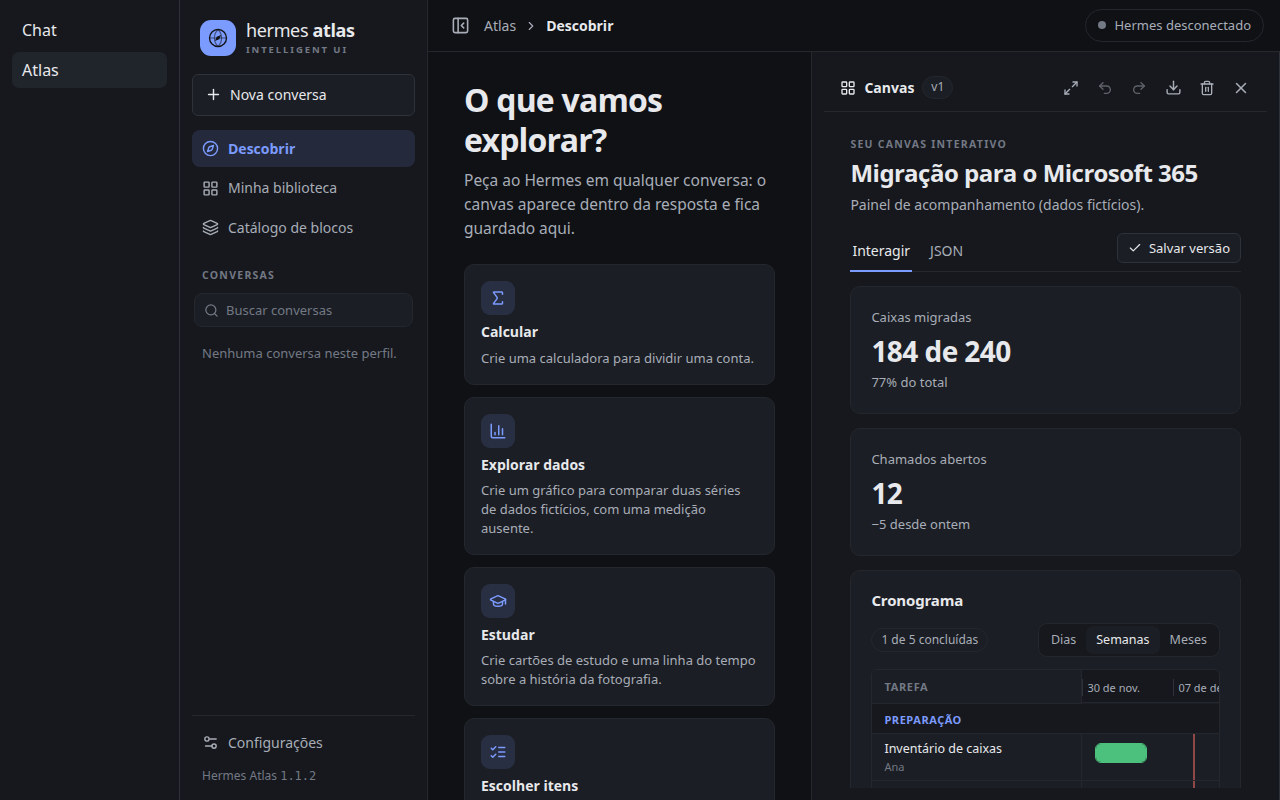 Chat
Atlas
hermes atlas
INTELLIGENT UI
Nova conversa
Descobrir
Minha biblioteca
Catálogo de blocos
CONVERSAS
Buscar conversas
Nenhuma conversa neste perfil.
Configurações
Hermes Atlas 1.1.2
Atlas > Descobrir
Hermes desconectado
O que vamos
explorar?
Peça ao Hermes em qualquer conversa: o
canvas aparece dentro da resposta e fica
guardado aqui.
Calcular
Crie uma calculadora para dividir uma conta.
Explorar dados
Crie um gráfico para comparar duas séries
de dados fictícios, com uma medição
ausente.
Estudar
Crie cartões de estudo e uma linha do tempo
sobre a história da fotografia.
Escolher itens
Canvas v1
SEU CANVAS INTERATIVO
Migração para o Microsoft 365
Painel de acompanhamento (dados fictícios).
Interagir JSON Salvar versão
Caixas migradas
184 de 240
77% do total
Chamados abertos
12
−5 desde ontem
Cronograma
1 de 5 concluídas Dias Semanas Meses
TAREFA 30 de nov. 07 de de
PREPARAÇÃO
Inventário de caixas
Ana